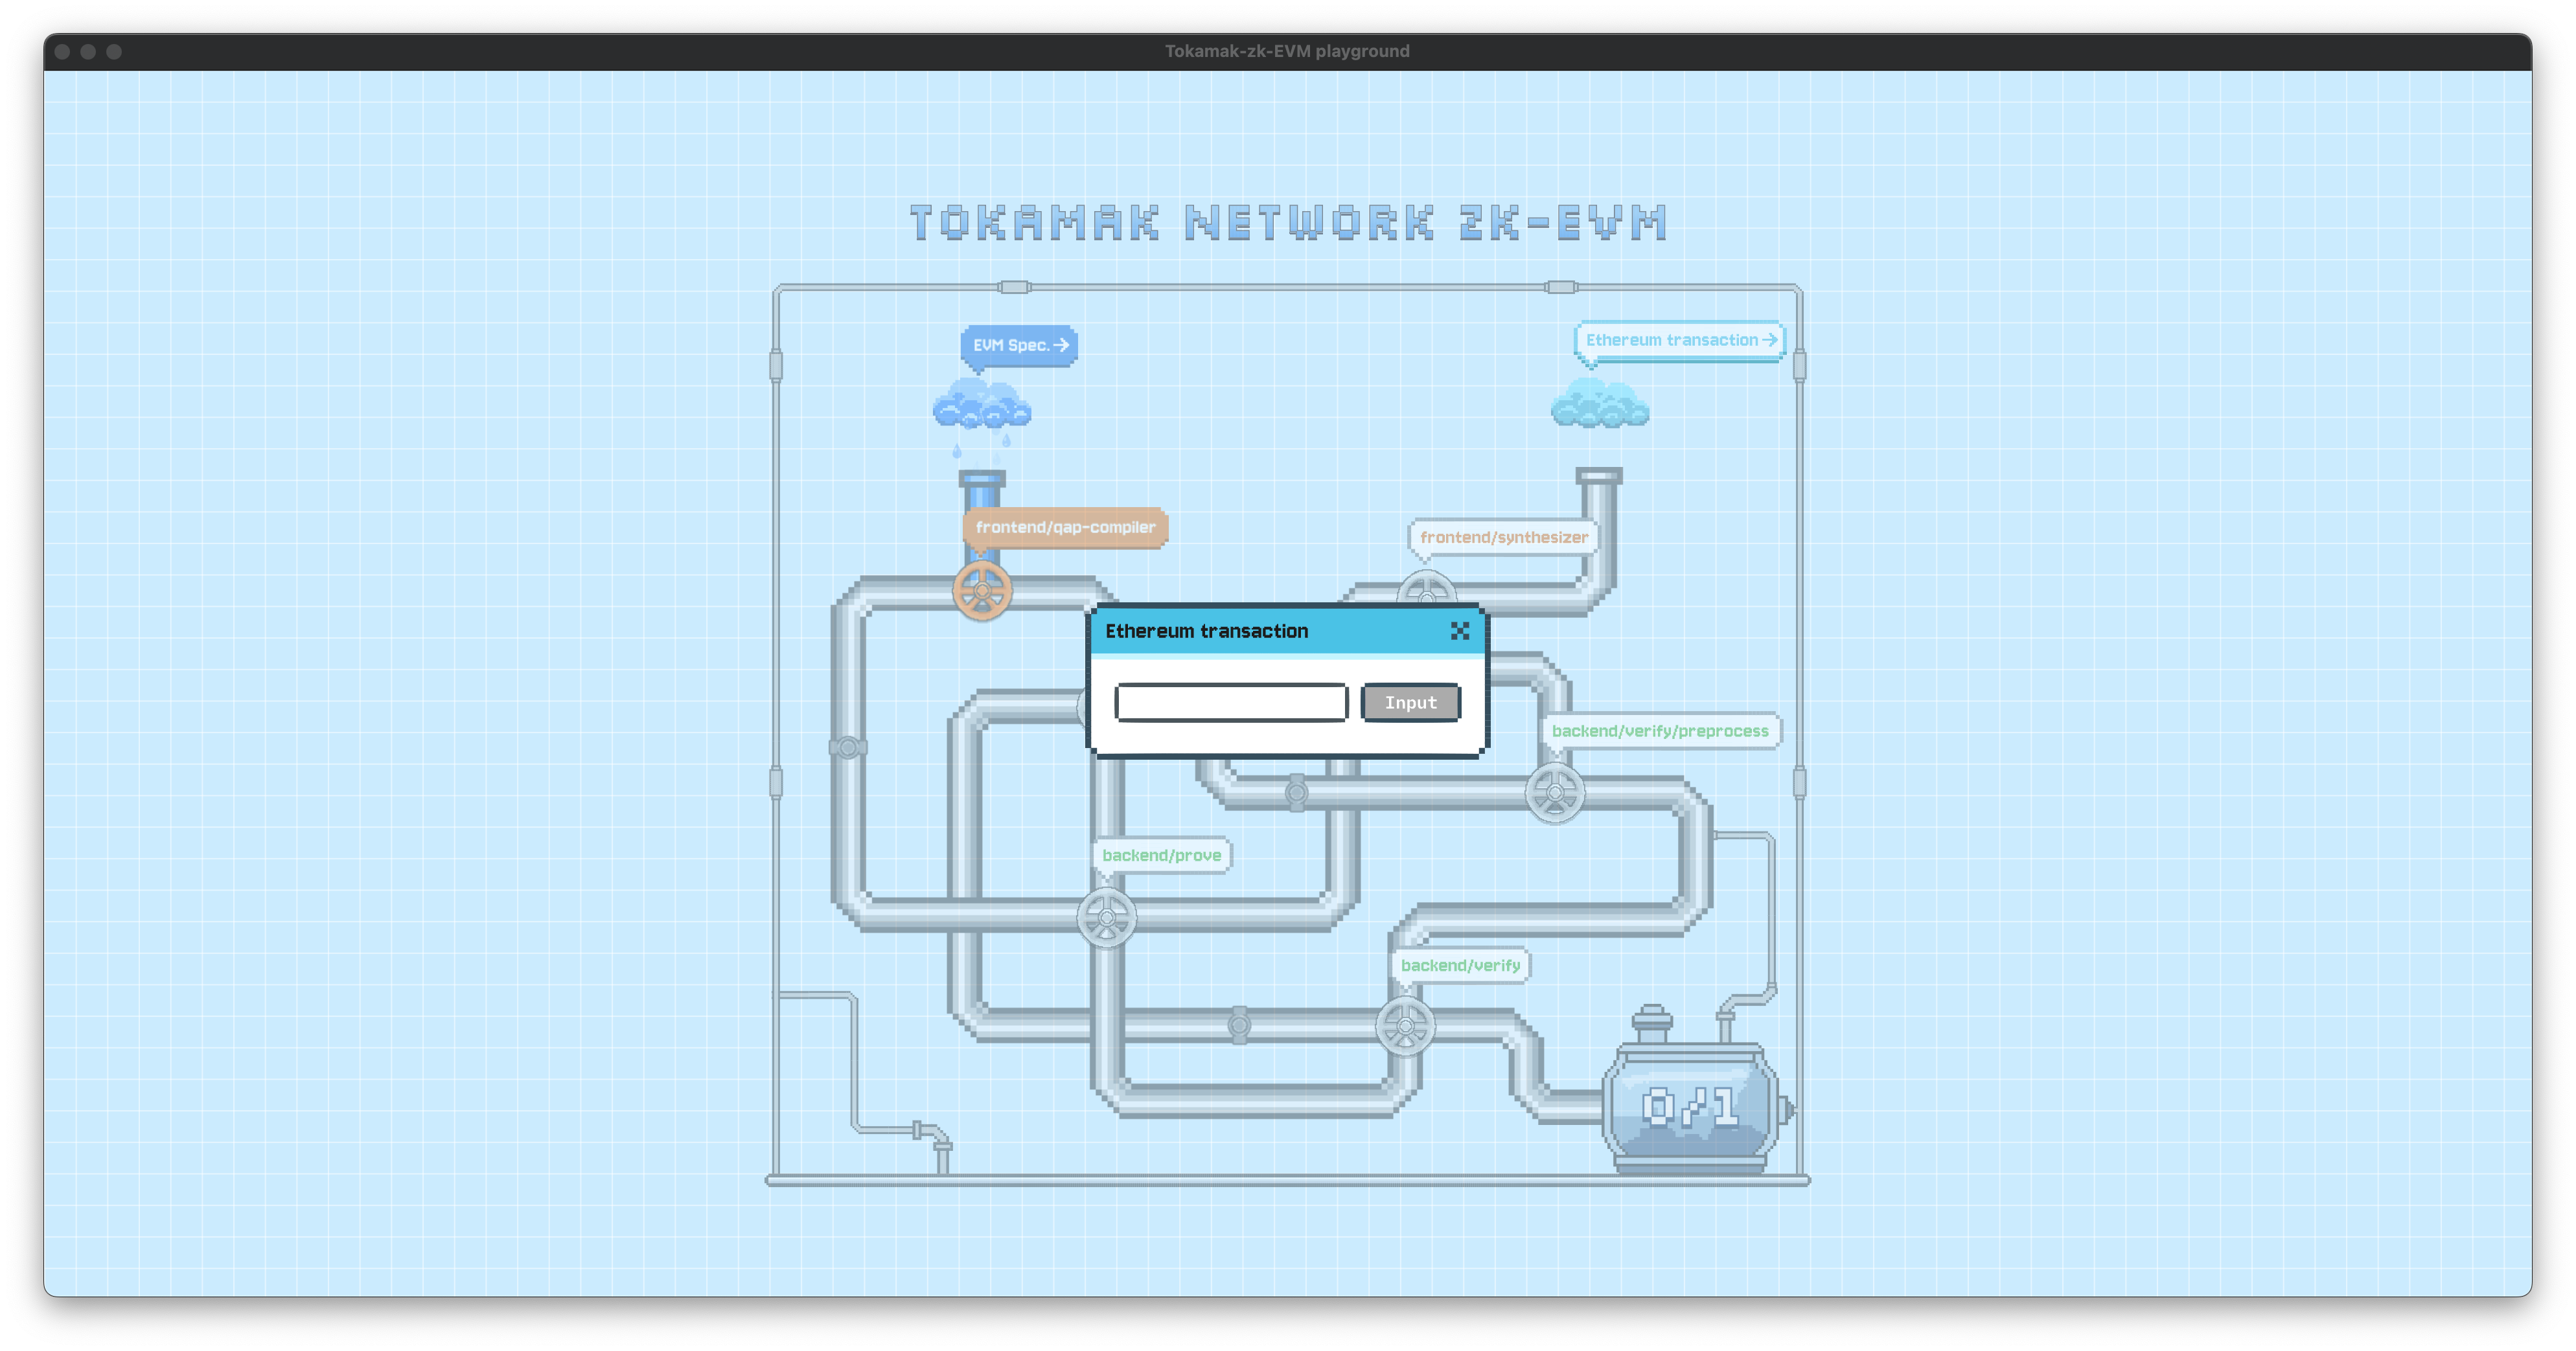 Tokamak-zk-EVM playground
TOKAMAK NETWORK ZK-EVM
EVM Spec.→
Ethereum transaction→
frontend/qap-compiler
frontend/synthesizer
Ethereum transaction
Input
backend/verify/preprocess
backend/prove
backend/verify
0/1